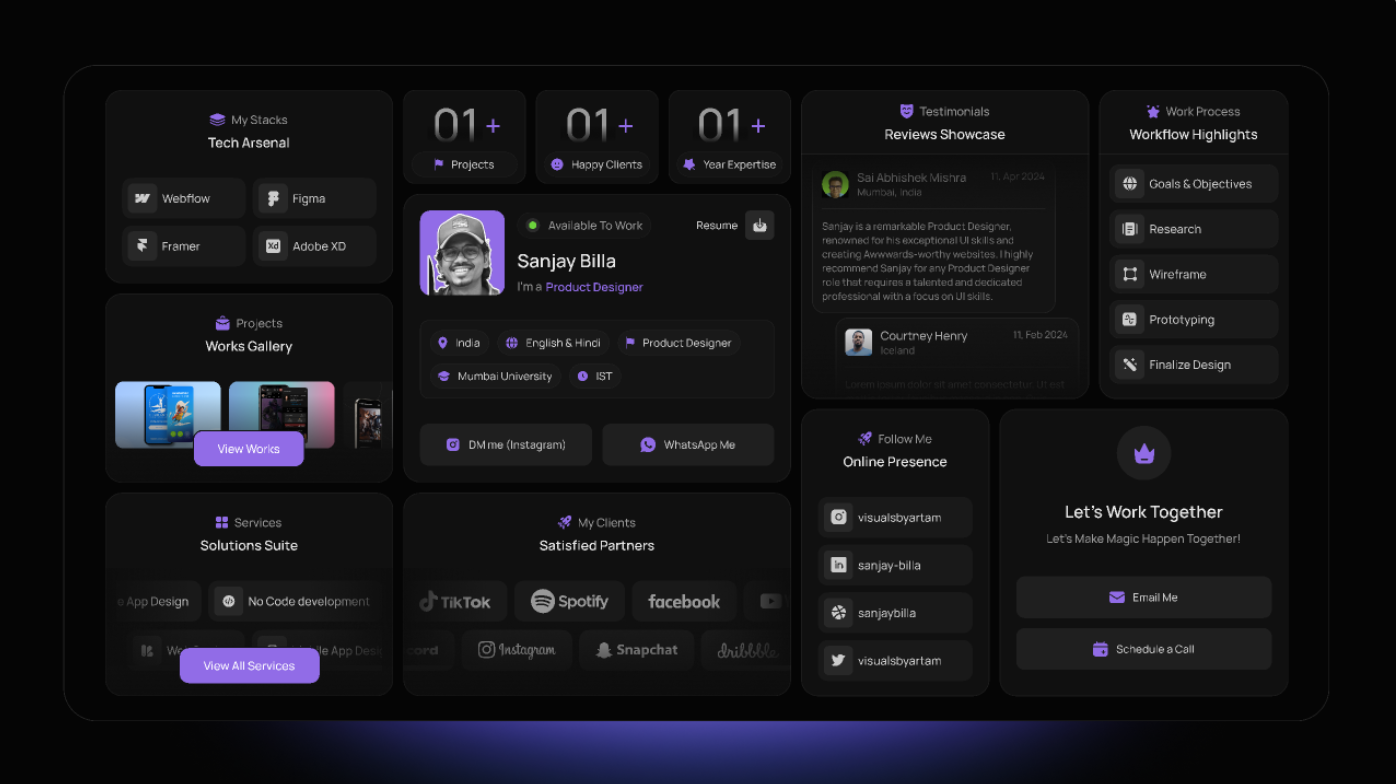 My Stacks
Tech Arsenal
Webflow
Figma
Framer
Xd Adobe XD
Projects
Works Gallery
View Works
Services
Solutions Suite
App Design
No Code development
App Desi
View All Services
01+
Projects
01+
Happy Clients
01+
Year Expertise
Available To Work
Resume
Sanjay Billa
I'm a Product Designer
India
English & Hindi
Product Designer
Mumbai University
IST
DM me (Instagram)
WhatsApp Me
My Clients
Satisfied Partners
TikTok
Spotify
facebook
cord
Instagram
Snapchat
dribbble
Testimonials
Reviews Showcase
Sai Abhishek Mishra
11, Apr 2024
Mumbai, India
Sanjay is a remarkable Product Designer,
renowned for his exceptional UI skills and
creating Awwwards-worthy websites. I highly
recommend Sanjay for any Product Designer
role that requires a talented and dedicated
professional with a focus on UI skills.
Courtney Henry
11, Feb 2024
Iceland
Lorem ipsum dolor sit amet consectetur. Ut est
Work Process
Workflow Highlights
Goals & Objectives
Research
Wireframe
Prototyping
Finalize Design
Follow Me
Online Presence
visualsbyartam
in sanjay-billa
sanjaybilla
visualsbyartam
Let's Work Together
Let's Make Magic Happen Together!
Email Me
Schedule a Call